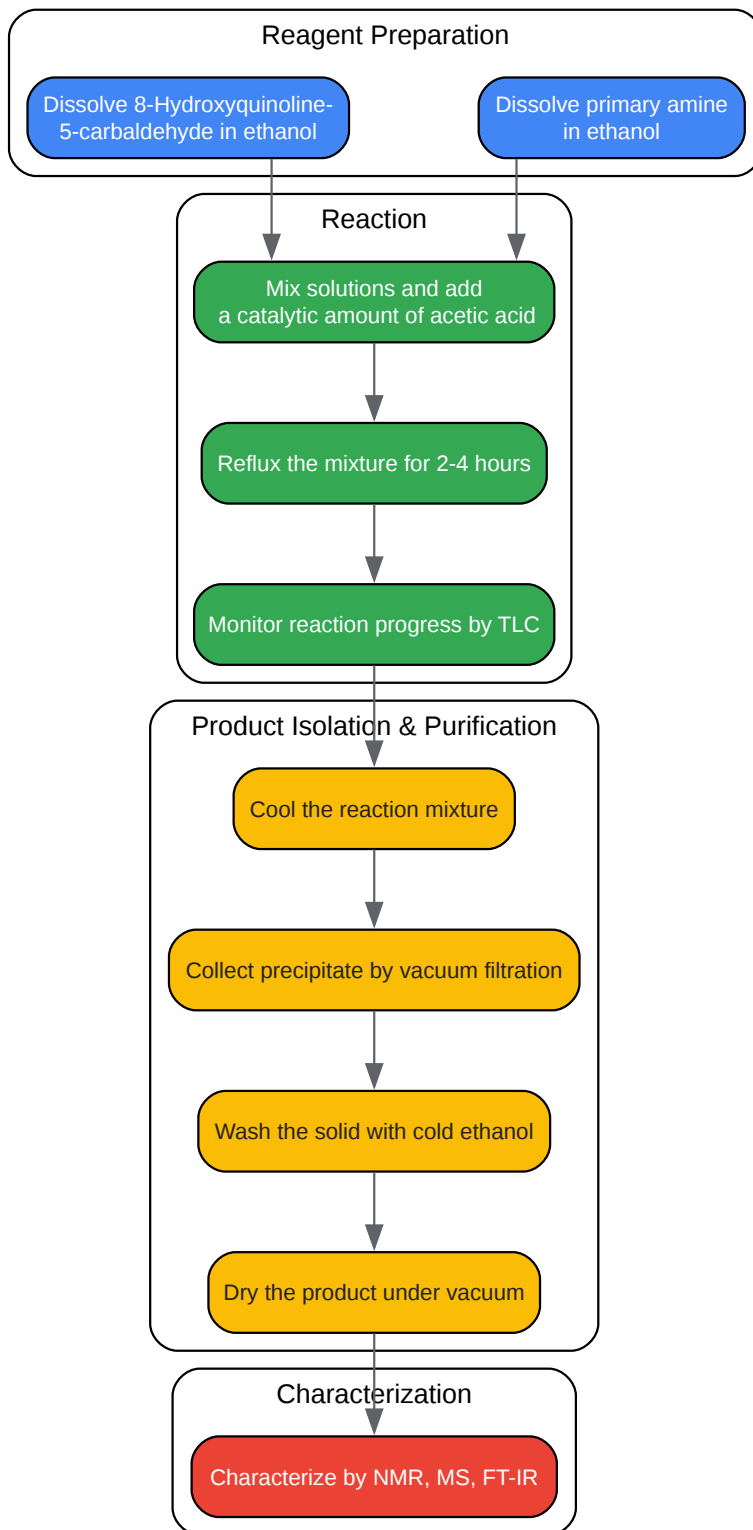 Reagent Preparation
Dissolve 8-Hydroxyquinoline-
5-carbaldehyde in ethanol
Dissolve primary amine
in ethanol
Reaction
Mix solutions and add
a catalytic amount of acetic acid
Reflux the mixture for 2-4 hours
Monitor reaction progress by TLC
Product Isolation & Purification
Cool the reaction mixture
Collect precipitate by vacuum filtration
Wash the solid with cold ethanol
Dry the product under vacuum
Characterization
Characterize by NMR, MS, FT-IR